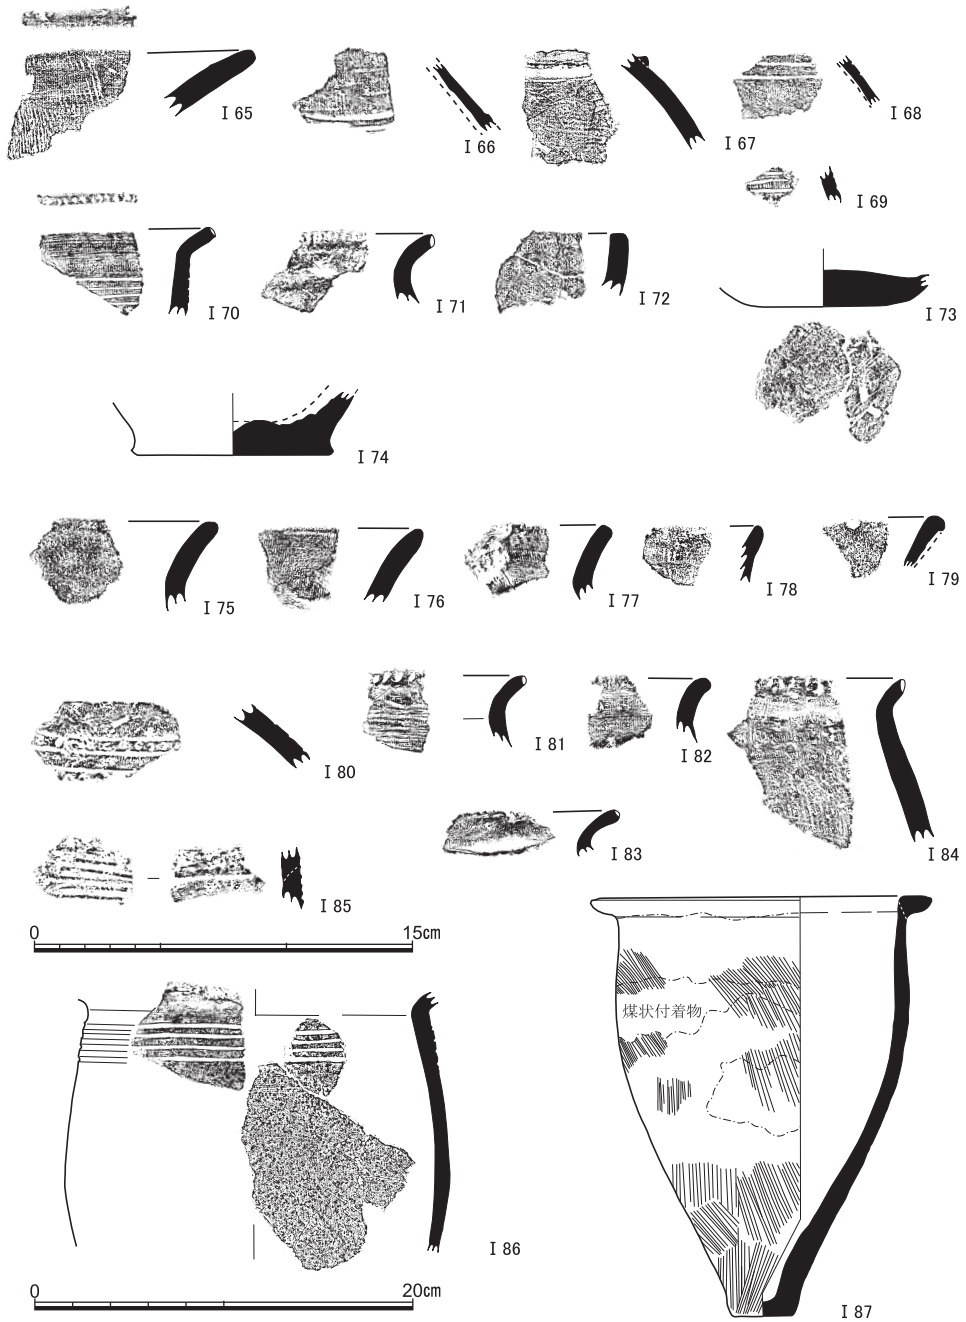 I 65
I 66
I 67
I 68
I 69
I 70
I 71
I 72
I 73
I 74
I 75
I 76
I 77
I 78
I 79
I 80
I 81
I 82
I 83
I 84
I 85
0 15cm
煤状付着物
I 86
0 20cm
I 87